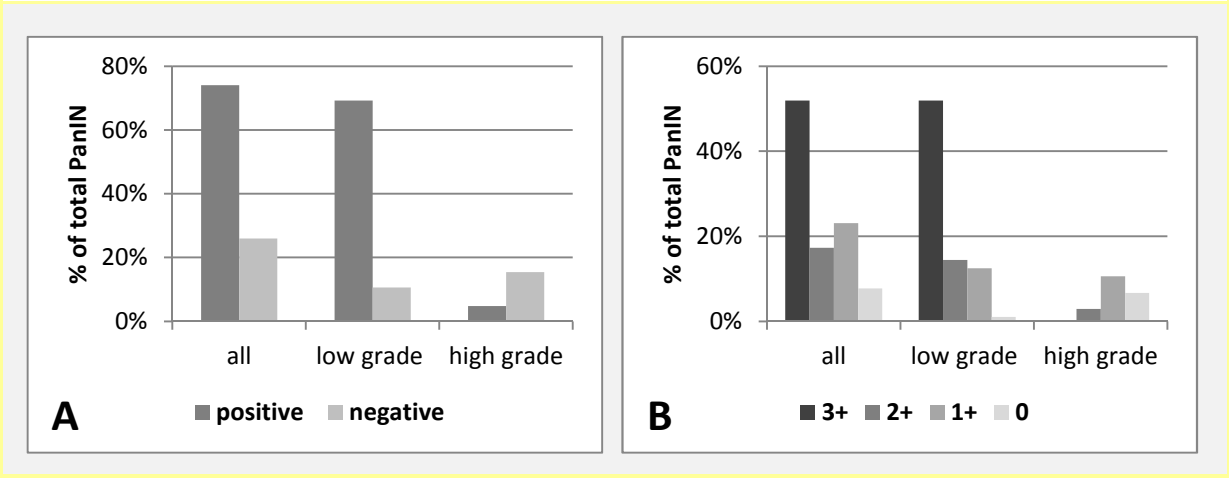 80%
60%
40%
20%
0%
% of total PanIN
all low grade high grade
positive negative
A
60%
40%
20%
0%
% of total PanIN
all low grade high grade
3+ 2+ 1+ 0
B